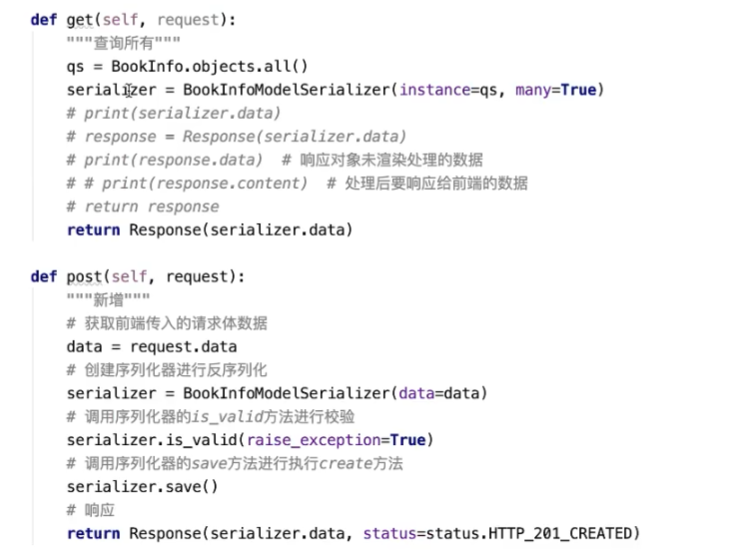 def get(self, request):
"""查询所有"""
qs = BookInfo.objects.all()
serializer = BookInfoModelSerializer(instance=qs, many=True)
# print(serializer.data)
# response = Response(serializer.data)
# print(response.data)  # 响应对象未渲染处理的数据
# # print(response.content)  # 处理后要响应给前端的数据
# return response
return Response(serializer.data)
def post(self, request):
"""新增"""
# 获取前端传入的请求体数据
data = request.data
# 创建序列化器进行反序列化
serializer = BookInfoModelSerializer(data=data)
# 调用序列化器的is_valid方法进行校验
serializer.is_valid(raise_exception=True)
# 调用序列化器的save方法进行执行create方法
serializer.save()
# 响应
return Response(serializer.data, status=status.HTTP_201_CREATED)